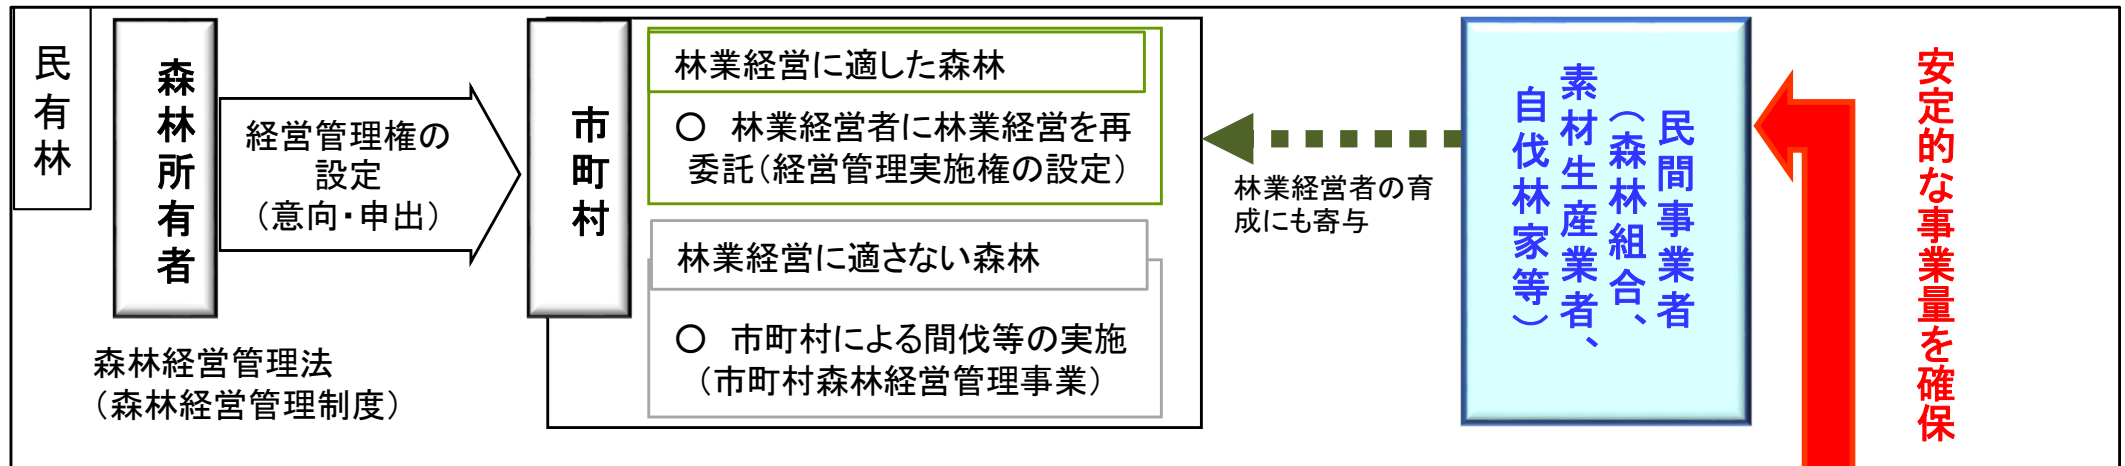 民有林
森林所有者
経営管理権の
設定
（意向・申出）
森林経営管理法
（森林経営管理制度）
市町村
林業経営に適した森林
○　林業経営者に林業経営を再
委託（経営管理実施権の設定）
林業経営に適さない森林
○　市町村による間伐等の実施
（市町村森林経営管理事業）
林業経営者の育
成にも寄与
民間事業者
（森林組合、
素材生産業者、
自伐林家等）
安定的な事業量を確保